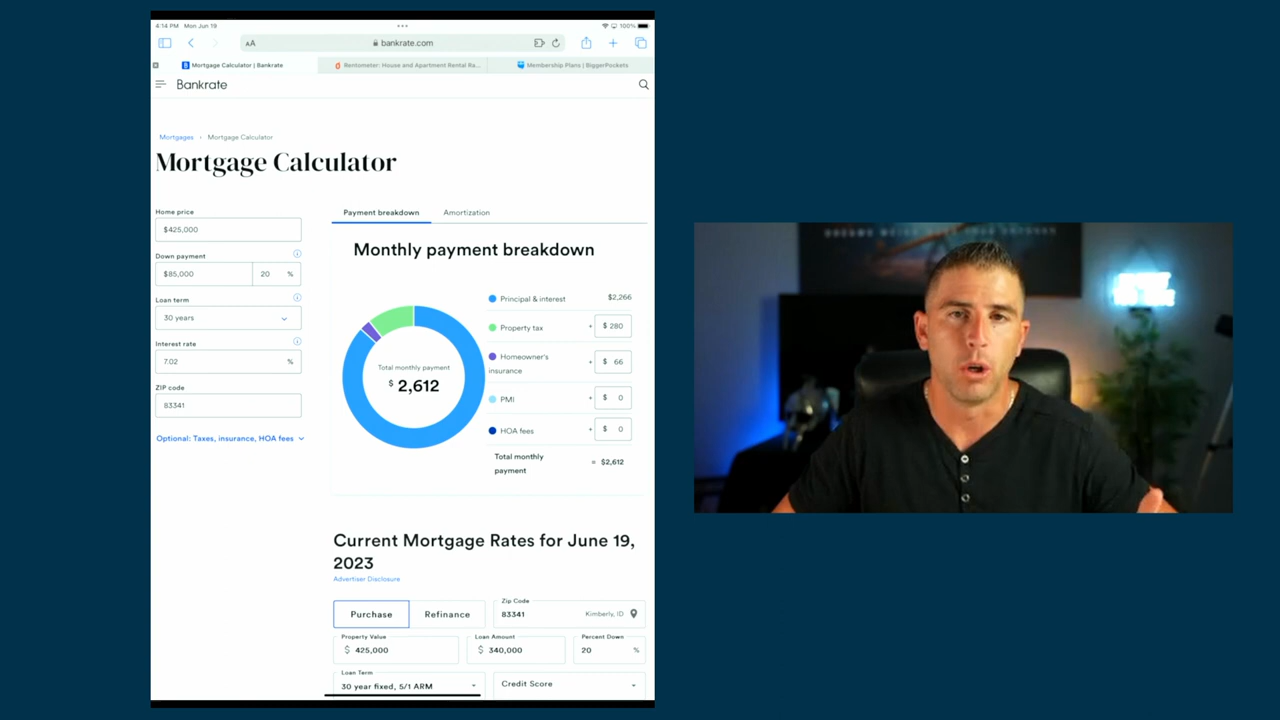 4:14 PM Mon Jun 19
100%
AA
bankrate.com
Mortgage Calculator | Bankrate
Rentometer: House and Apartment Rental Ra...
Membership Plans | BiggerPockets
Bankrate
Mortgages › Mortgage Calculator
Mortgage Calculator
Home price
$425,000
Down payment
$85,000 20 %
Loan term
30 years
Interest rate
7.02 %
ZIP code
83341
Optional: Taxes, insurance, HOA fees
Payment breakdown Amortization
Monthly payment breakdown
Total monthly payment
$ 2,612
Principal & interest $2,266
Property tax + $ 280
Homeowner's
insurance + $ 66
PMI + $ 0
HOA fees + $ 0
Total monthly
payment = $2,612
Current Mortgage Rates for June 19,
2023
Advertiser Disclosure
Purchase Refinance
Zip Code
83341 Kimberly, ID
Property Value
$ 425,000
Loan Amount
$ 340,000
Percent Down
20 %
Loan Term
30 year fixed, 5/1 ARM
Credit Score